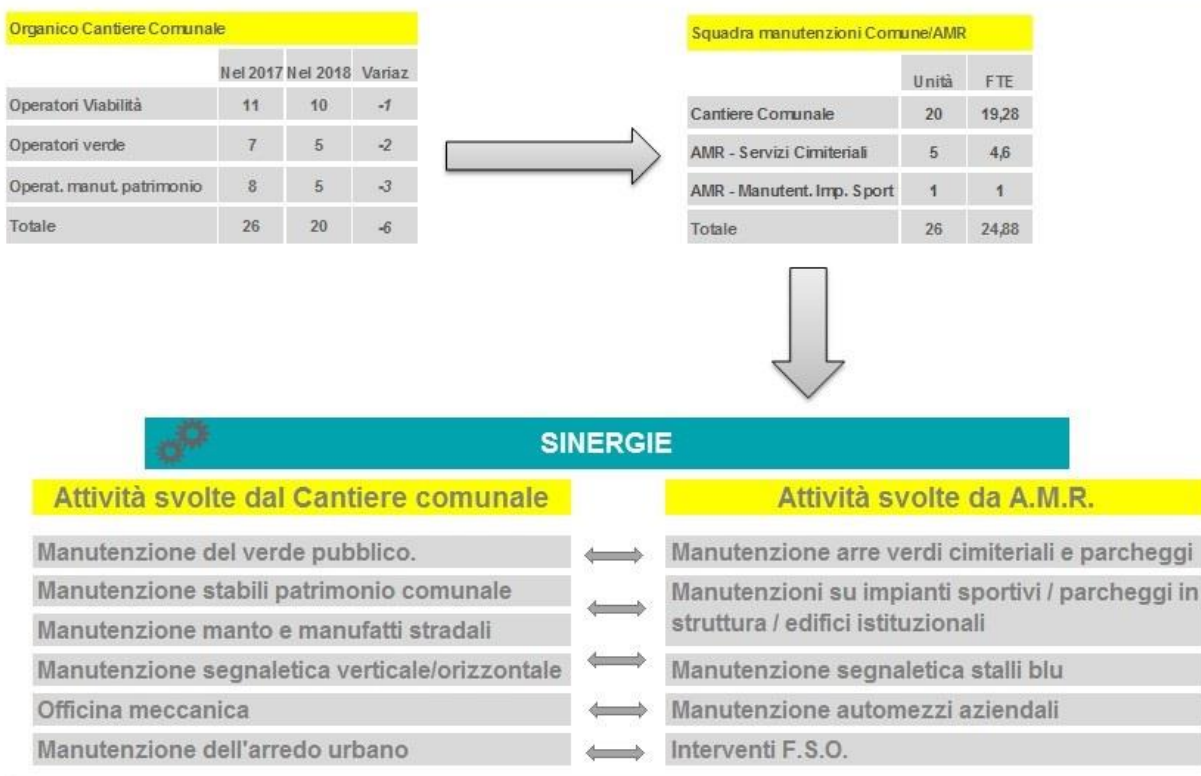 Organico Cantiere Comunale
Nel 2017 Nel 2018 Variaz
Operatori Viabilità 11 10 -1
Operatori verde 7 5 -2
Operat. manut. patrimonio 8 5 -3
Totale 26 20 -6
Squadra manutenzioni Comune/AMR
Unità FTE
Cantiere Comunale 20 19,28
AMR - Servizi Cimiteriali 5 4,6
AMR - Manutent. Imp. Sport 1 1
Totale 26 24,88
SINERGIE
Attività svolte dal Cantiere comunale
Attività svolte da A.M.R.
Manutenzione del verde pubblico.
Manutenzione arre verdi cimiteriali e parcheggi
Manutenzione stabili patrimonio comunale
Manutenzione manto e manufatti stradali
Manutenzioni su impianti sportivi / parcheggi in
struttura / edifici istituzionali
Manutenzione segnaletica verticale/orizzontale
Manutenzione segnaletica stalli blu
Officina meccanica
Manutenzione automezzi aziendali
Manutenzione dell'arredo urbano
Interventi F.S.O.